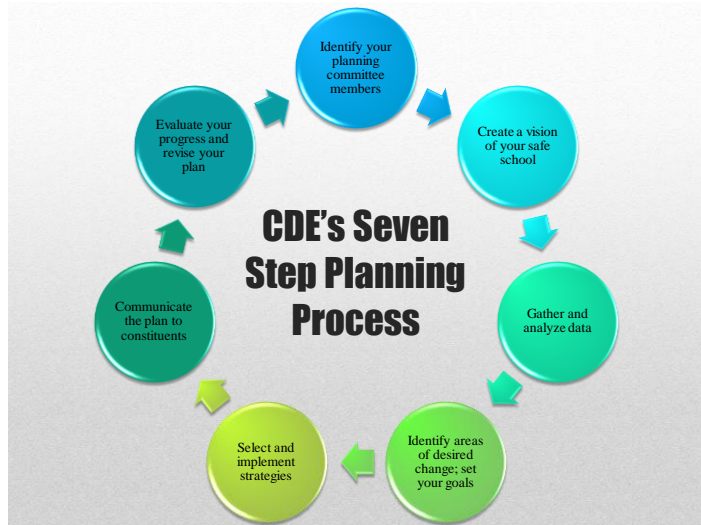 Identify your
planning
committee
members
Create a vision
of your safe
school
Gather and
analyze data
Identify areas
of desired
change; set
your goals
Select and
implement
strategies
Communicate
the plan to
constituents
Evaluate your
progress and
revise your
plan
CDE's Seven
Step Planning
Process